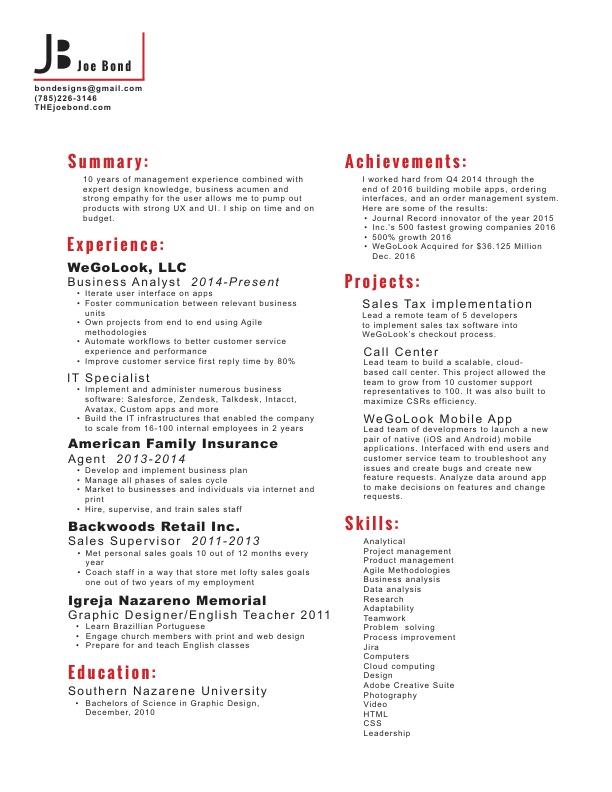 JB Joe Bond
bondesigns@gmail.com
(785)226-3146
THEjoebond.com
Summary:
10 years of management experience combined with
expert design knowledge, business acumen and
strong empathy for the user allows me to pump out
products with strong UX and UI. I ship on time and on
budget.
Experience:
WeGoLook, LLC
Business Analyst 2014-Present
• Iterate user interface on apps
• Foster communication between relevant business
units
• Own projects from end to end using Agile
methodologies
• Automate workflows to better customer service
experience and performance
• Improve customer service first reply time by 80%
IT Specialist
• Implement and administer numerous business
software: Salesforce, Zendesk, Talkdesk, Intacct,
Avatax, Custom apps and more
• Build the IT infrastructures that enabled the company
to scale from 16-100 internal employees in 2 years
American Family Insurance
Agent 2013-2014
• Develop and implement business plan
• Manage all phases of sales cycle
• Market to businesses and individuals via internet and
print
• Hire, supervise, and train sales staff
Backwoods Retail Inc.
Sales Supervisor 2011-2013
• Met personal sales goals 10 out of 12 months every
year
• Coach staff in a way that store met lofty sales goals
one out of two years of my employment
Igreja Nazareno Memorial
Graphic Designer/English Teacher 2011
• Learn Brazillian Portuguese
• Engage church members with print and web design
• Prepare for and teach English classes
Education:
Southern Nazarene University
• Bachelors of Science in Graphic Design,
December, 2010
Achievements:
I worked hard from Q4 2014 through the
end of 2016 building mobile apps, ordering
interfaces, and an order management system.
Here are some of the results:
• Journal Record innovator of the year 2015
• Inc.'s 500 fastest growing companies 2016
• 500% growth 2016
• WeGoLook Acquired for $36.125 Million
Dec. 2016
Projects:
Sales Tax implementation
Lead a remote team of 5 developers
to implement sales tax software into
WeGoLook's checkout process.
Call Center
Lead team to build a scalable, cloud-
based call center. This project allowed the
team to grow from 10 customer support
representatives to 100. It was also built to
maximize CSRs efficiency.
WeGoLook Mobile App
Lead team of developmers to launch a new
pair of native (iOS and Android) mobile
applications. Interfaced with end users and
customer service team to troubleshoot any
issues and create bugs and create new
feature requests. Analyze data around app
to make decisions on features and change
requests.
Skills:
Analytical
Project management
Product management
Agile Methodologies
Business analysis
Data analysis
Research
Adaptability
Teamwork
Problem solving
Process improvement
Jira
Computers
Cloud computing
Design
Adobe Creative Suite
Photography
Video
HTML
CSS
Leadership